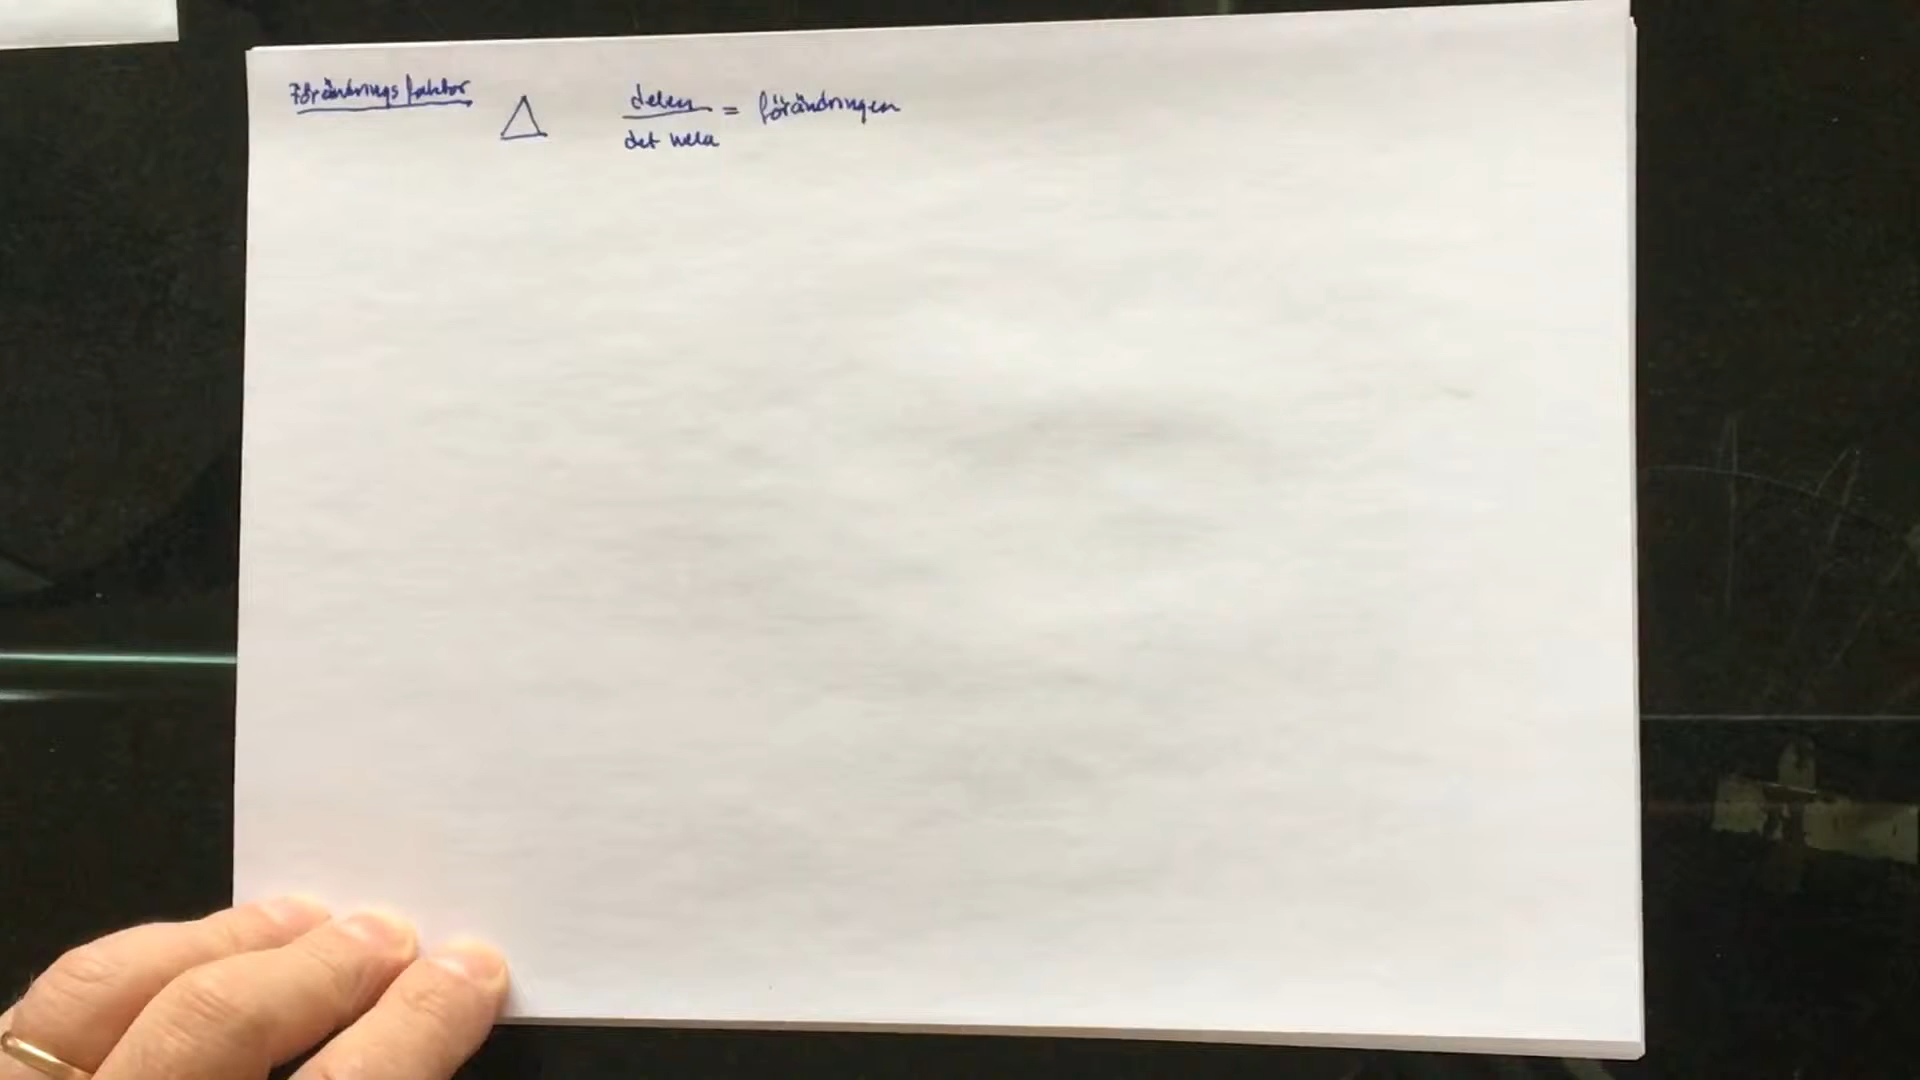 Förändringsfaktor
Δ
delen
det hela
= förändringen